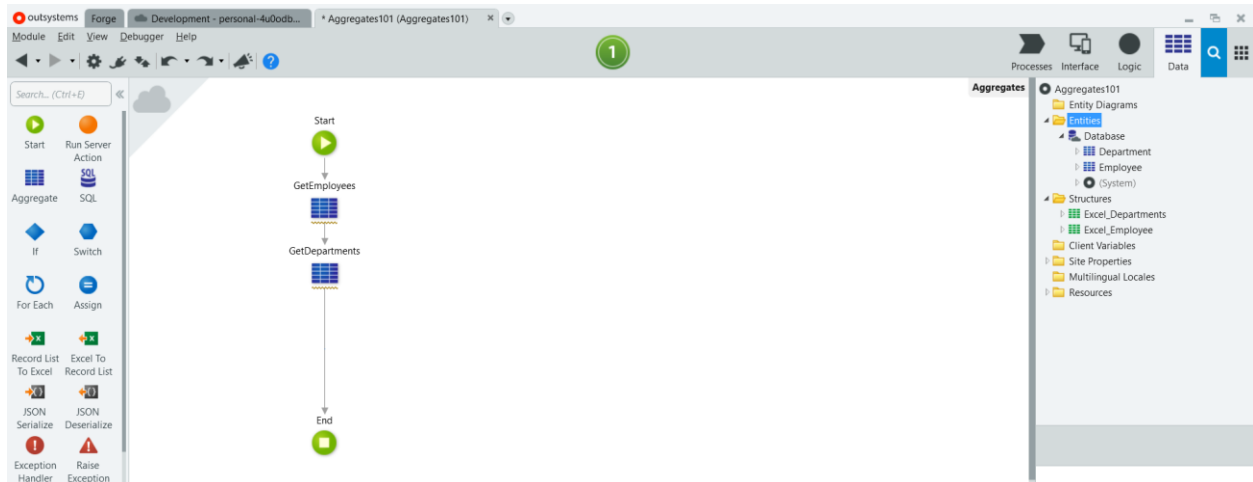 outsystems Forge Development - personal-4u0odb... * Aggregates101 (Aggregates101)
Module Edit View Debugger Help
1
Processes Interface Logic Data
Search... (Ctrl+E)
Start Run Server
Action
Aggregate SQL
If Switch
For Each Assign
Record List Excel To
To Excel Record List
JSON JSON
Serialize Deserialize
Exception Raise
Handler Exception
Aggregates
Start
GetEmployees
GetDepartments
End
Aggregates101
Entity Diagrams
Entities
Database
Department
Employee
(System)
Structures
Excel_Departments
Excel_Employee
Client Variables
Site Properties
Multilingual Locales
Resources